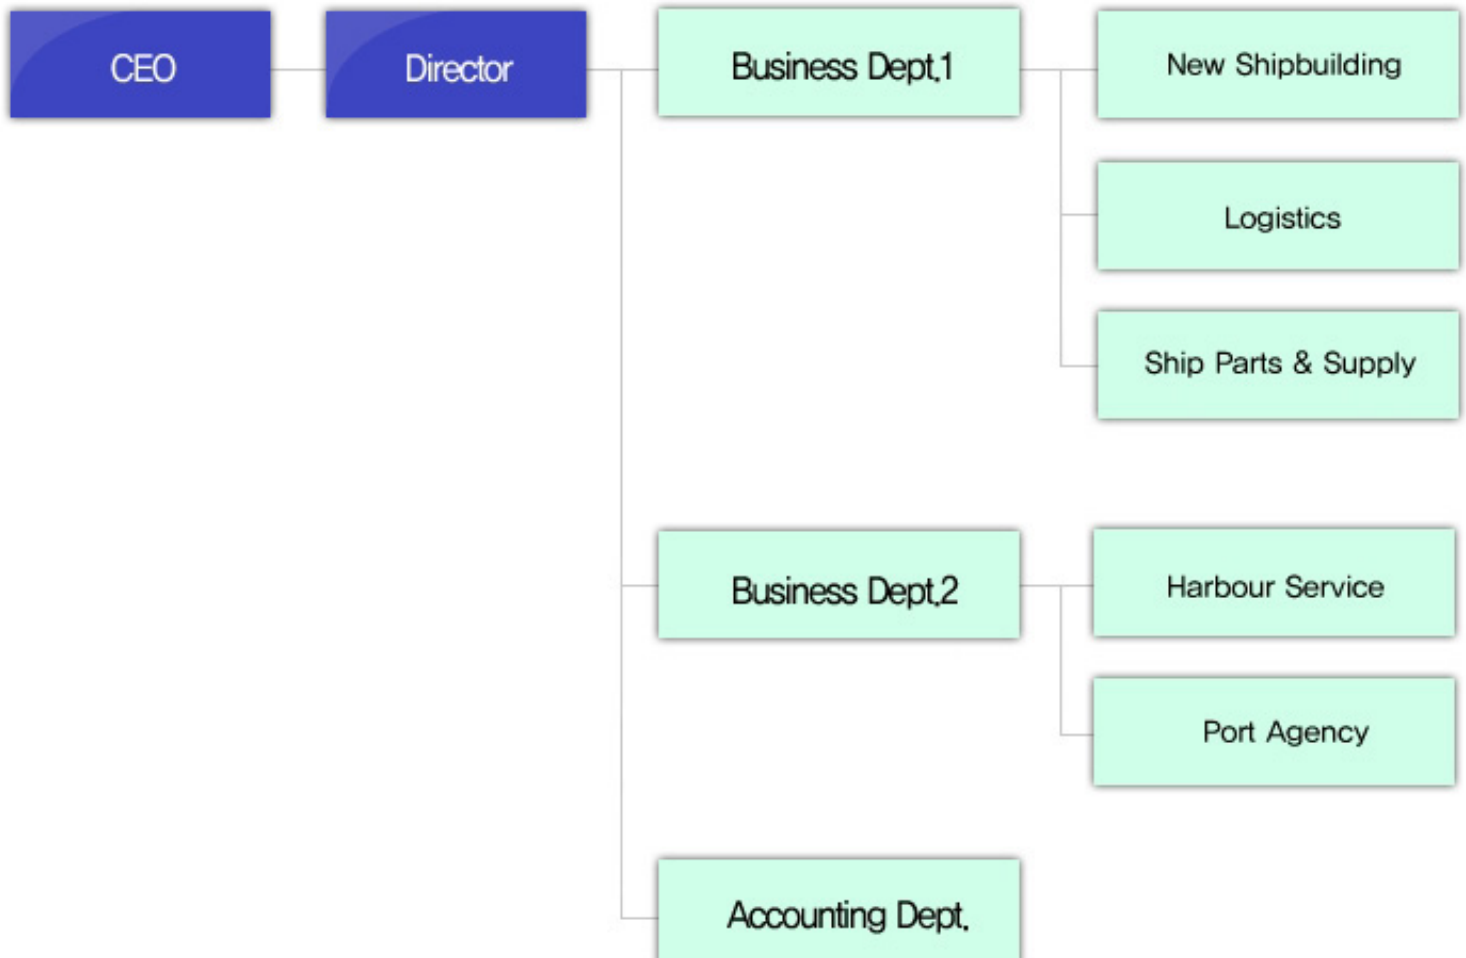 CEO
Director
Business Dept.1
New Shipbuilding
Logistics
Ship Parts & Supply
Business Dept.2
Harbour Service
Port Agency
Accounting Dept.